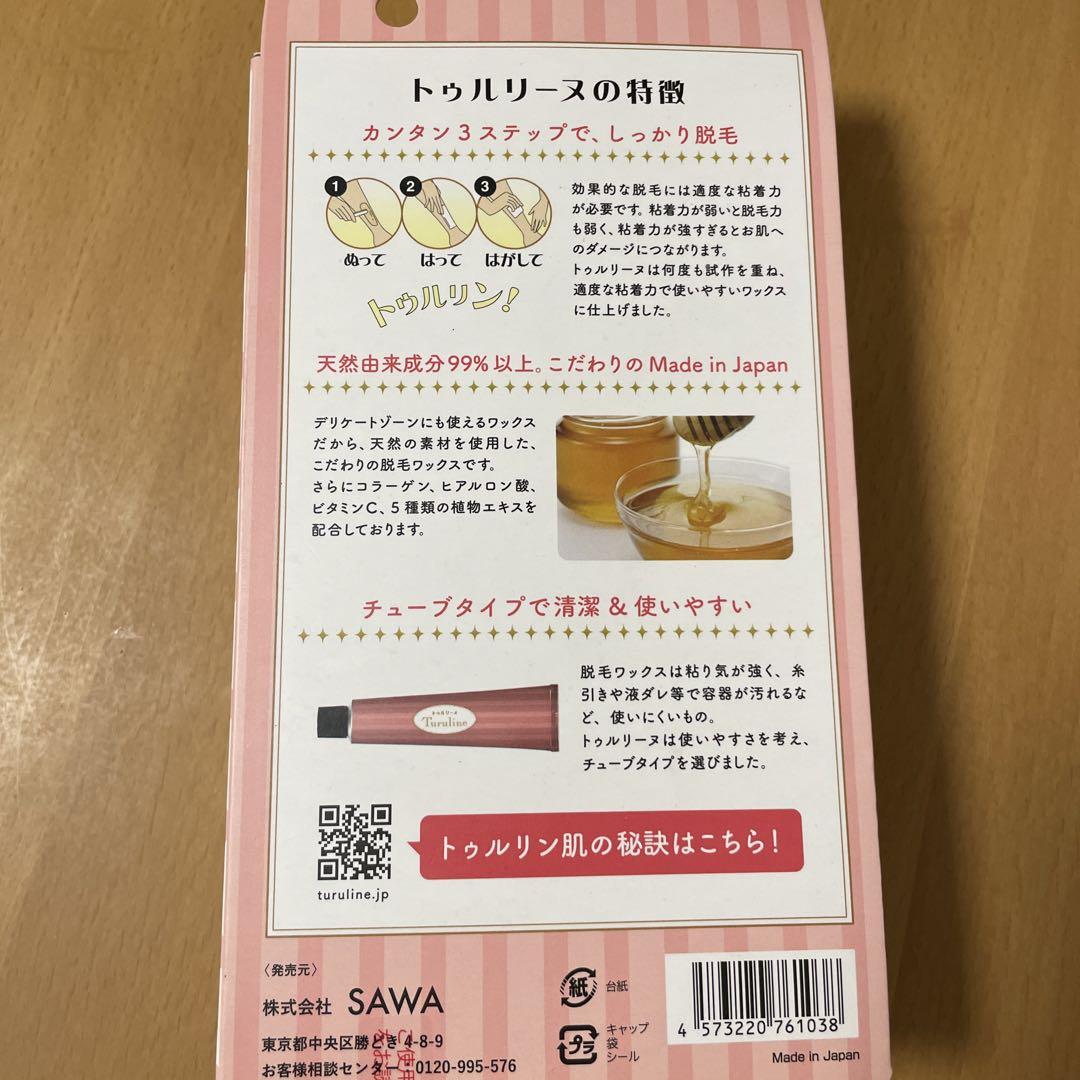 トゥルリーヌの特徴
カンタン3ステップで、しっかり脱毛
1 2 3
ぬって はって はがして
トゥルリン!
効果的な脱毛には適度な粘着力
が必要です。粘着力が弱いと脱毛力
も弱く、粘着力が強すぎるとお肌へ
のダメージにつながります。
トゥルリーヌは何度も試作を重ね、
適度な粘着力で使いやすいワックス
に仕上げました。
天然由来成分99%以上。こだわりのMade in Japan
デリケートゾーンにも使えるワックス
だから、天然の素材を使用した、
こだわりの脱毛ワックスです。
さらにコラーゲン、ヒアルロン酸、
ビタミンC、5種類の植物エキスを
配合しております。
チューブタイプで清潔&使いやすい
トゥルリーヌ
Turuline
脱毛ワックスは粘り気が強く、糸
引きや液ダレ等で容器が汚れるな
ど、使いにくいもの。
トゥルリーヌは使いやすさを考え、
チューブタイプを選びました。
turuline.jp
トゥルリン肌の秘訣はこちら!
〈発売元〉
株式会社 SAWA
東京都中央区勝どき 4-8-9
お客様相談センター 0120-995-576
ご使用
紙 台紙
プラ キャップ
袋
シール
4 573220 761038
Made in Japan